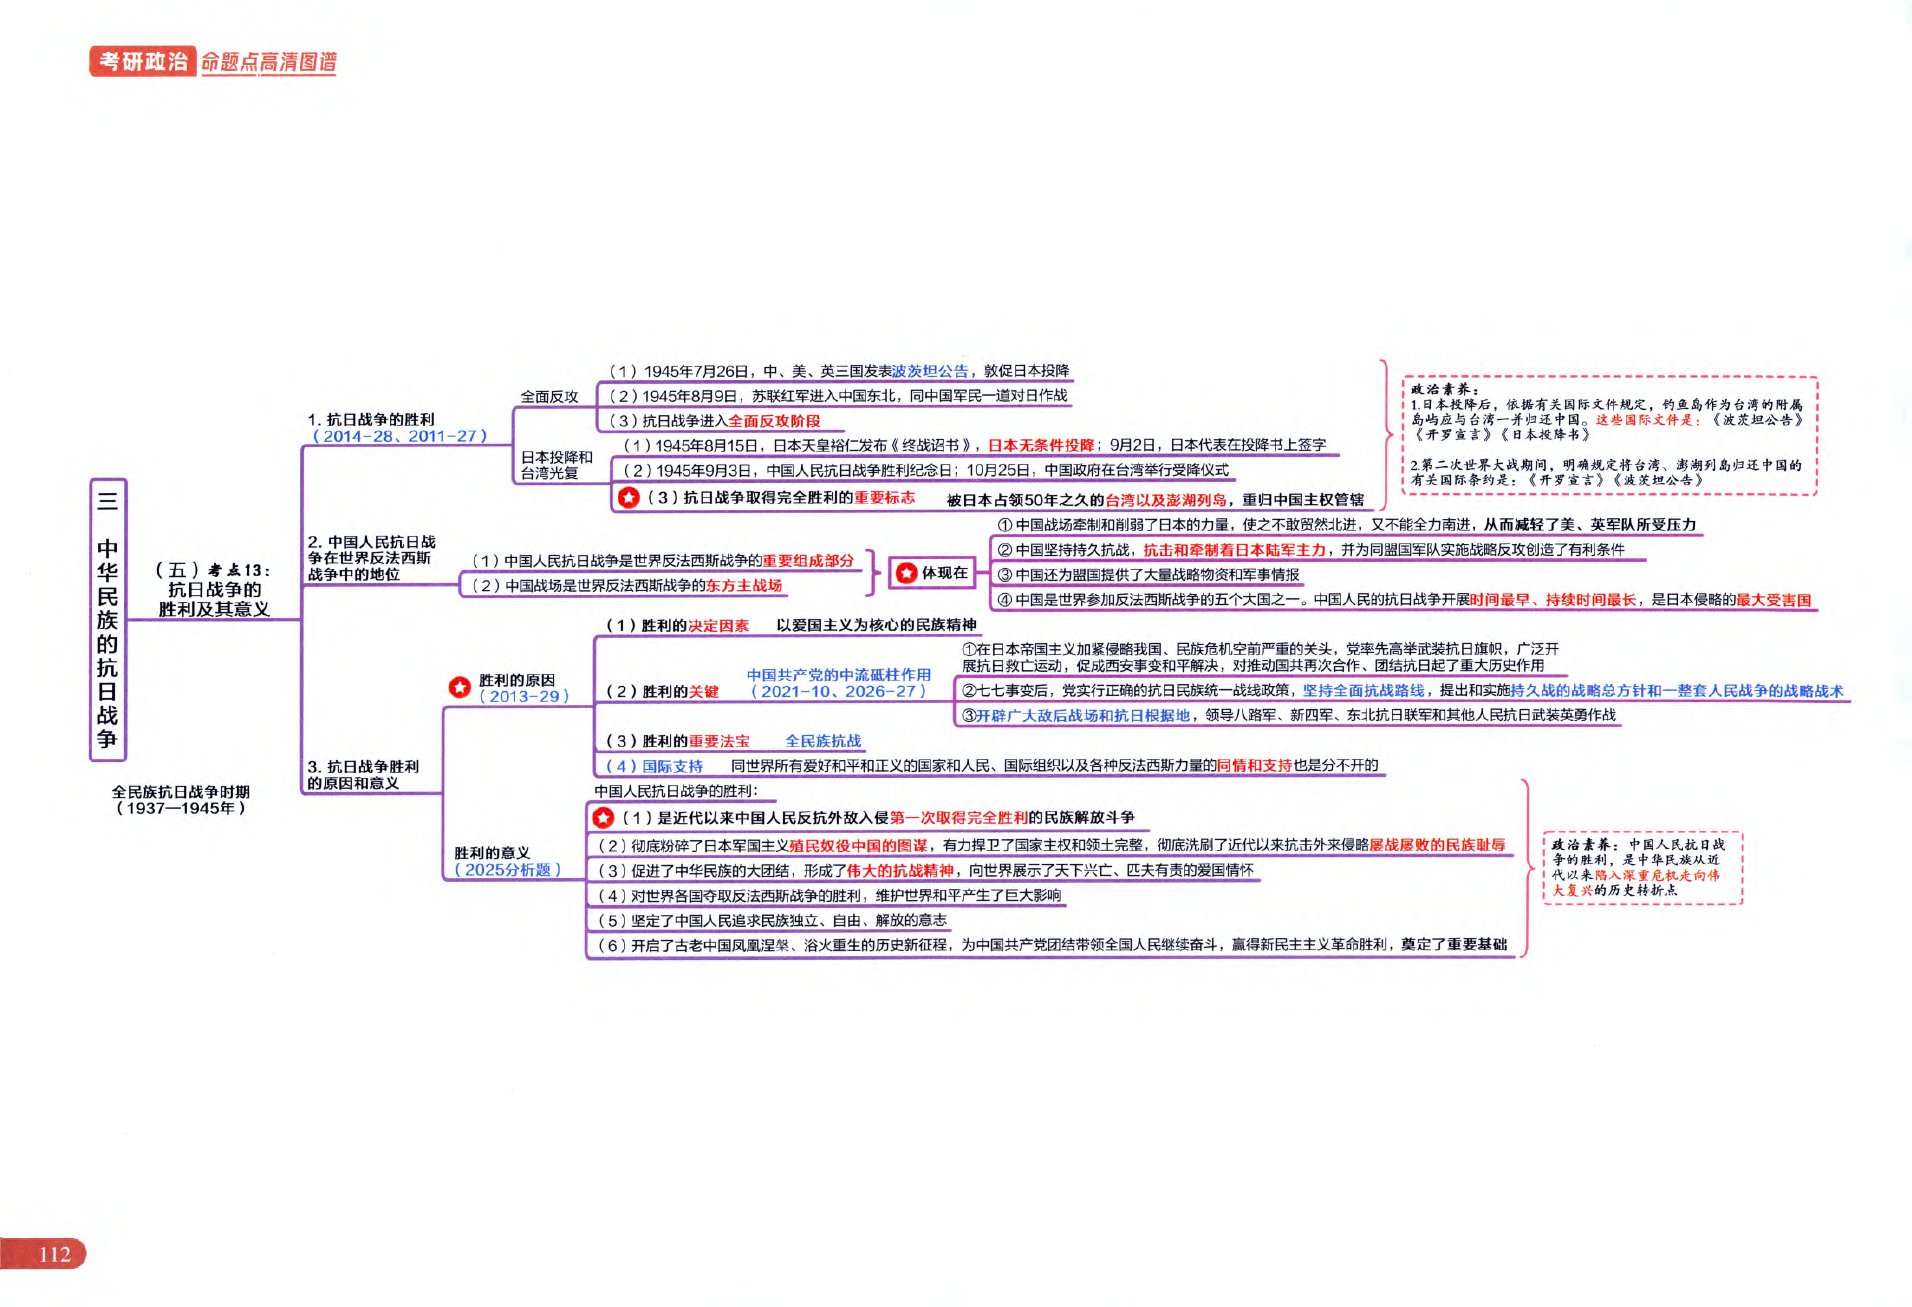 考研政治 命题点高清图谱
三 中华民族的抗日战争
全民族抗日战争时期
（1937—1945年）
（五）考点13：
抗日战争的
胜利及其意义
1. 抗日战争的胜利
（2014-28、2011-27）
全面反攻
（1）1945年7月26日，中、美、英三国发表波茨坦公告，敦促日本投降
（2）1945年8月9日，苏联红军进入中国东北，同中国军民一道对日作战
（3）抗日战争进入全面反攻阶段
日本投降和
台湾光复
（1）1945年8月15日，日本天皇裕仁发布《终战诏书》，日本无条件投降；9月2日，日本代表在投降书上签字
（2）1945年9月3日，中国人民抗日战争胜利纪念日；10月25日，中国政府在台湾举行受降仪式
（3）抗日战争取得完全胜利的重要标志 被日本占领50年之久的台湾以及澎湖列岛，重归中国主权管辖
政治素养：
1.日本投降后，依据有关国际文件规定，钓鱼岛作为台湾的附属
岛屿应与台湾一并归还中国。这些国际文件是：《波茨坦公告》
《开罗宣言》《日本投降书》
2.第二次世界大战期间，明确规定将台湾、澎湖列岛归还中国的
有关国际条约是：《开罗宣言》《波茨坦公告》
2. 中国人民抗日战
争在世界反法西斯
战争中的地位
（1）中国人民抗日战争是世界反法西斯战争的重要组成部分
（2）中国战场是世界反法西斯战争的东方主战场
体现在
① 中国战场牵制和削弱了日本的力量，使之不敢贸然北进，又不能全力南进，从而减轻了美、英军队所受压力
② 中国坚持持久抗战，抗击和牵制着日本陆军主力，并为同盟国军队实施战略反攻创造了有利条件
③ 中国还为盟国提供了大量战略物资和军事情报
④ 中国是世界参加反法西斯战争的五个大国之一。中国人民的抗日战争开展时间最早、持续时间最长，是日本侵略的最大受害国
3. 抗日战争胜利
的原因和意义
胜利的原因
（2013-29）
（1）胜利的决定因素 以爱国主义为核心的民族精神
（2）胜利的关键 中国共产党的中流砥柱作用
（2021-10、2026-27）
①在日本帝国主义加紧侵略我国、民族危机空前严重的关头，党率先高举武装抗日旗帜，广泛开
展抗日救亡运动，促成西安事变和平解决，对推动国共再次合作、团结抗日起了重大历史作用
②七七事变后，党实行正确的抗日民族统一战线政策，坚持全面抗战路线，提出和实施持久战的战略总方针和一整套人民战争的战略战术
③开辟广大敌后战场和抗日根据地，领导八路军、新四军、东北抗日联军和其他人民抗日武装英勇作战
（3）胜利的重要法宝 全民族抗战
（4）国际支持 同世界所有爱好和平和正义的国家和人民、国际组织以及各种反法西斯力量的同情和支持也是分不开的
胜利的意义
（2025分析题）
中国人民抗日战争的胜利：
（1）是近代以来中国人民反抗外敌入侵第一次取得完全胜利的民族解放斗争
（2）彻底粉碎了日本军国主义殖民奴役中国的图谋，有力捍卫了国家主权和领土完整，彻底洗刷了近代以来抗击外来侵略屡战屡败的民族耻辱
（3）促进了中华民族的大团结，形成了伟大的抗战精神，向世界展示了天下兴亡、匹夫有责的爱国情怀
（4）对世界各国夺取反法西斯战争的胜利，维护世界和平产生了巨大影响
（5）坚定了中国人民追求民族独立、自由、解放的意志
（6）开启了古老中国凤凰涅槃、浴火重生的历史新征程，为中国共产党团结带领全国人民继续奋斗，赢得新民主主义革命胜利，奠定了重要基础
政治素养：中国人民抗日战
争的胜利，是中华民族从近
代以来陷入深重危机走向伟
大复兴的历史转折点
112